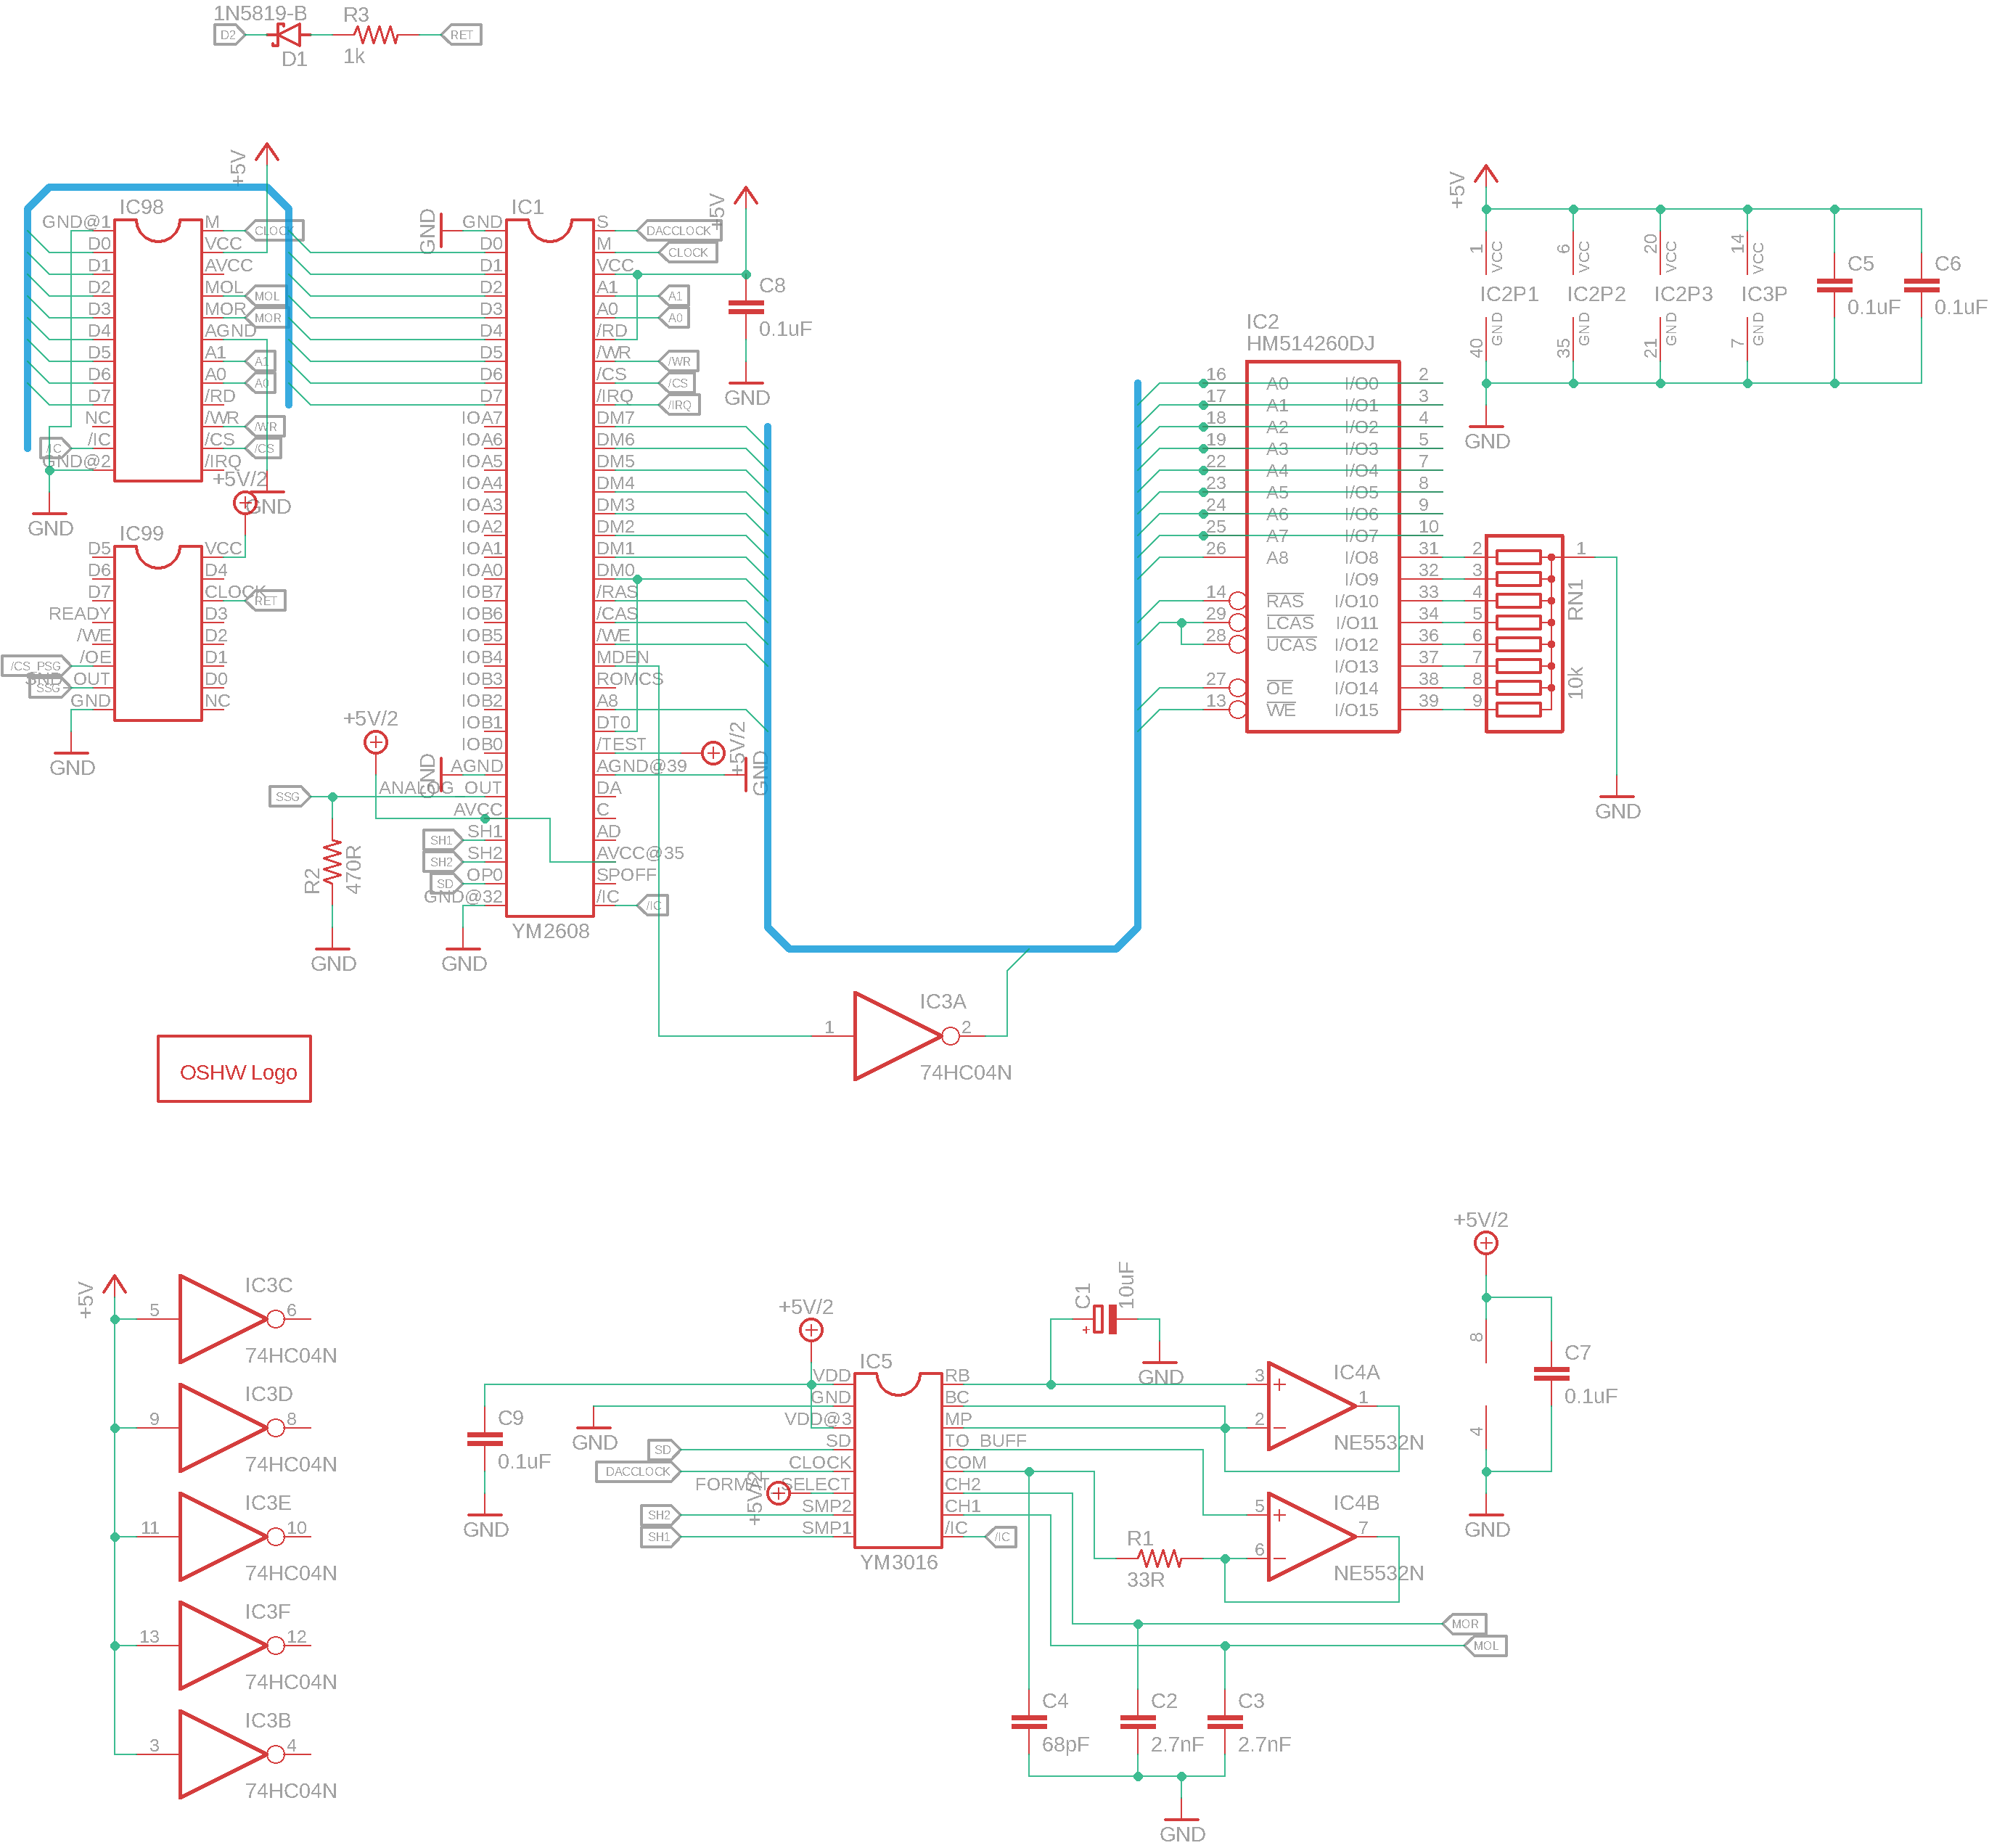 1N5819-B
D2
D1
R3
1k
RET
+5V
IC98
GND@1
D0
D1
D2
D3
D4
D5
D6
D7
NC
/IC
GND@2
M
VCC
AVCC
MOL
MOR
AGND
A1
A0
/RD
/WR
/CS
/IRQ
CLOCK
MOL
MOR
A1
A0
/WR
/CS
/IC
GND
GND
+5V/2
IC99
D5
D6
D7
READY
/WE
/OE
SND_OUT
GND
VCC
D4
CLOCK
D3
D2
D1
D0
NC
RET
/CS_PSG
SSG
GND
IC1
GND
GND
D0
D1
D2
D3
D4
D5
D6
D7
IOA7
IOA6
IOA5
IOA4
IOA3
IOA2
IOA1
IOA0
IOB7
IOB6
IOB5
IOB4
IOB3
IOB2
IOB1
IOB0
AGND
ANALOG_OUT
AVCC
SH1
SH2
OP0
GND@32
S
M
VCC
A1
A0
/RD
/WR
/CS
/IRQ
DM7
DM6
DM5
DM4
DM3
DM2
DM1
DM0
/RAS
/CAS
/WE
MDEN
ROMCS
A8
DT0
/TEST
AGND@39
DA
C
AD
AVCC@35
SPOFF
/IC
YM2608
DACCLOCK
CLOCK
A1
A0
/WR
/CS
/IRQ
/IC
+5V
C8
0.1uF
GND
+5V/2
GND
+5V/2
GND
SSG
SH1
SH2
SD
R2
470R
GND
GND
IC2
HM514260DJ
16 A0 I/O0 2
17 A1 I/O1 3
18 A2 I/O2 4
19 A3 I/O3 5
22 A4 I/O4 7
23 A5 I/O5 8
24 A6 I/O6 9
25 A7 I/O7 10
26 A8 I/O8 31
I/O9 32
14 RAS I/O10 33
29 LCAS I/O11 34
28 UCAS I/O12 36
I/O13 37
27 OE I/O14 38
13 WE I/O15 39
2
3
4
5
6
7
8
9
1
RN1
10k
GND
+5V
1 VCC
6 VCC
20 VCC
14 VCC
IC2P1
IC2P2
IC2P3
IC3P
40 GND
35 GND
21 GND
7 GND
C5
0.1uF
C6
0.1uF
GND
IC3A
1
2
74HC04N
OSHW Logo
+5V
IC3C
5
6
74HC04N
IC3D
9
8
74HC04N
IC3E
11
10
74HC04N
IC3F
13
12
74HC04N
IC3B
3
4
74HC04N
+5V/2
IC5
VDD
GND
VDD@3
SD
CLOCK
FORMAT_SELECT
SMP2
SMP1
RB
BC
MP
TO_BUFF
COM
CH2
CH1
/IC
YM3016
C9
0.1uF
GND
GND
SD
DACCLOCK
+5V/2
SH2
SH1
/IC
C1
10uF
+
GND
IC4A
3
2
1
NE5532N
IC4B
5
6
7
NE5532N
R1
33R
MOR
MOL
C4
68pF
C2
2.7nF
C3
2.7nF
GND
+5V/2
8
4
C7
0.1uF
GND